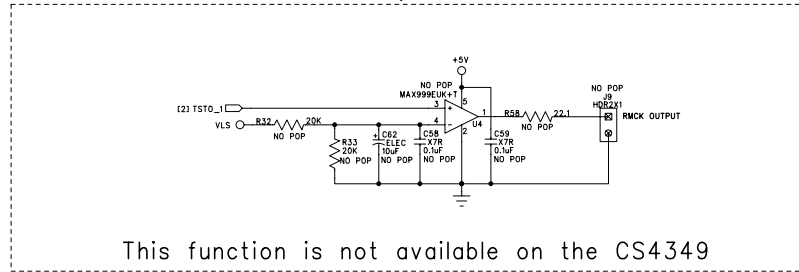 +5V
NO POP
MAX999EUK+T
[2] TSTO_1
3
5
4
2
1
U4
VLS
R32
20K
NO POP
R33
20K
NO POP
+
C62
ELEC
10uF
NO POP
C58
X7R
0.1uF
NO POP
C59
X7R
0.1uF
NO POP
R58
22.1
NO POP
NO POP
J9
HDR2X1
RMCK OUTPUT
This function is not available on the CS4349